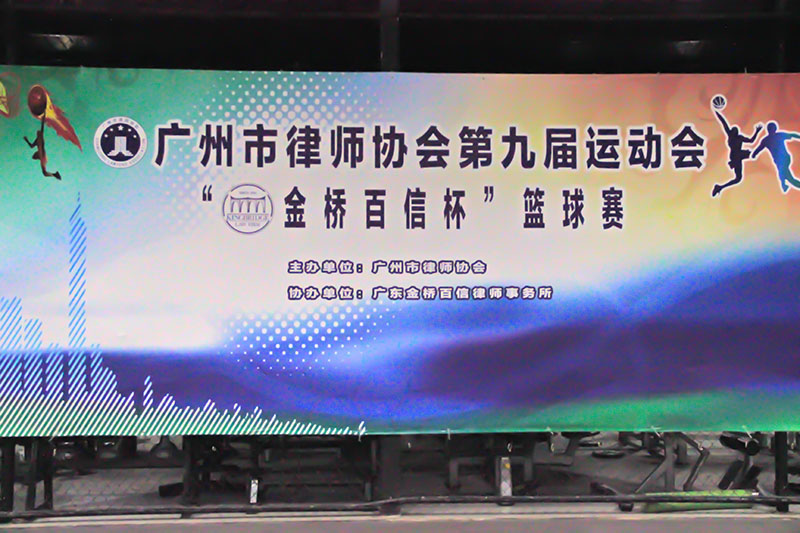 广州市律师协会第九届运动会
“KINGBRIDGE 金桥百信杯”篮球赛
主办单位：广州市律师协会
协办单位：广东金桥百信律师事务所